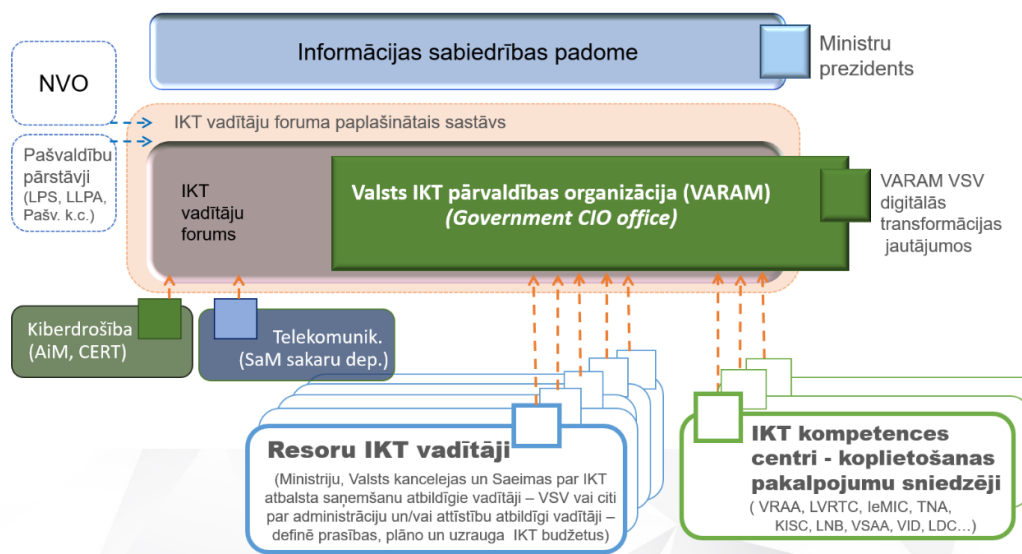 Informācijas sabiedrības padome
Ministru
prezidents
NVO
IKT vadītāju foruma paplašinātais sastāvs
Pašvaldību
pārstāvji
(LPS, LLPA,
Pašv. k.c.)
IKT
vadītāju
forums
Valsts IKT pārvaldības organizācija (VARAM)
(Government CIO office)
VARAM VSV
digitālās
transformācijas
jautājumos
Kiberdrošība
(AiM, CERT)
Telekomunik.
(SaM sakaru dep.)
Resoru IKT vadītāji
(Ministriju, Valsts kancelejas un Saeimas par IKT
atbalsta saņemšanu atbildīgie vadītāji – VSV vai citi
par administrāciju un/vai attīstību atbildīgi vadītāji –
definē prasības, plāno un uzrauga IKT budžetus)
IKT kompetences
centri - koplietošanas
pakalpojumu sniedzēji
( VRAA, LVRTC, IeMIC, TNA,
KISC, LNB, VSAA, VID, LDC...)